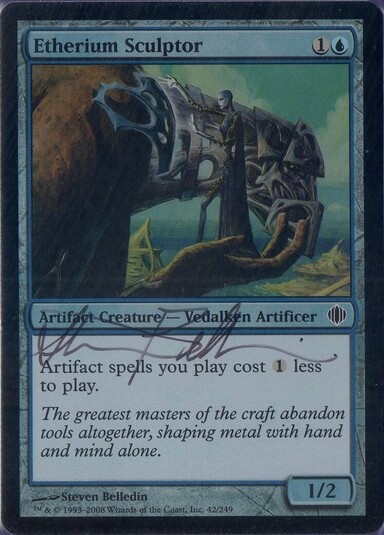 Etherium Sculptor 1
Artifact Creature — Vedalken Artificer
Artifact spells you play cost 1 less
to play.
The greatest masters of the craft abandon
tools altogether, shaping metal with hand
and mind alone.
Steven Belledin
1/2
™ & © 1993–2008 Wizards of the Coast, Inc. 42/249